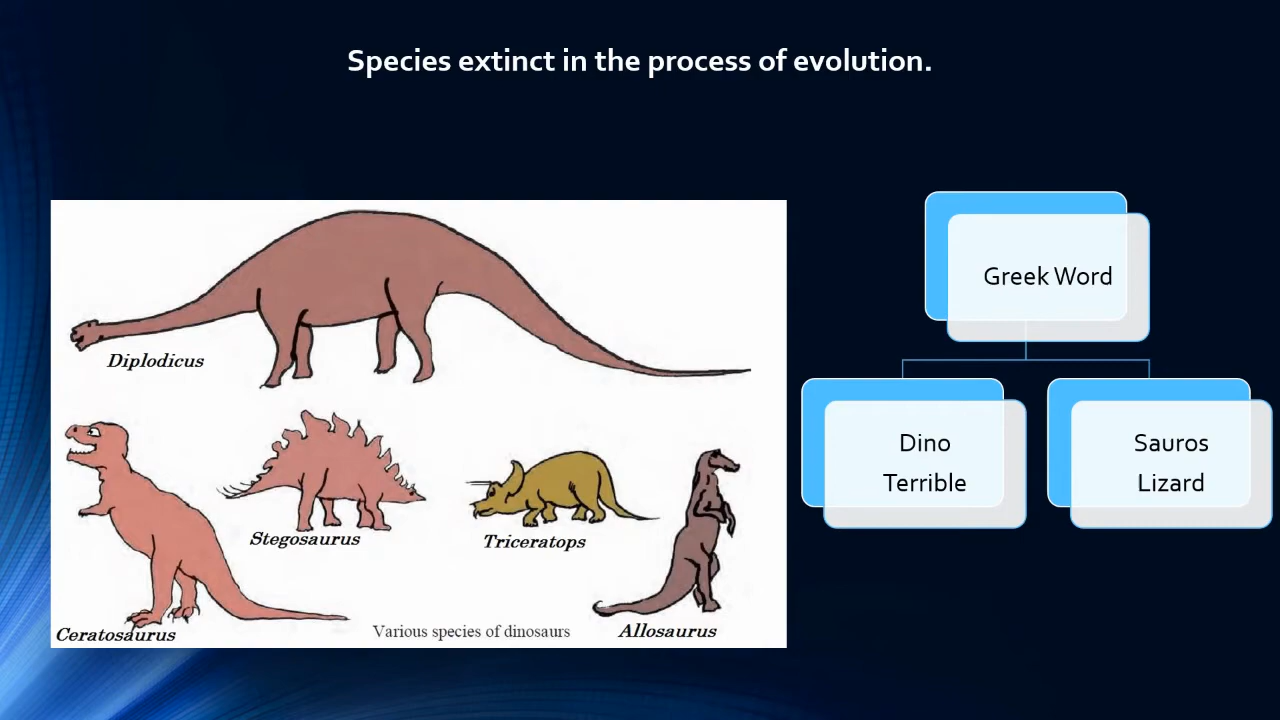 Species extinct in the process of evolution.
Diplodicus
Stegosaurus
Triceratops
Ceratosaurus
Various species of dinosaurs
Allosaurus
Greek Word
Dino
Terrible
Sauros
Lizard